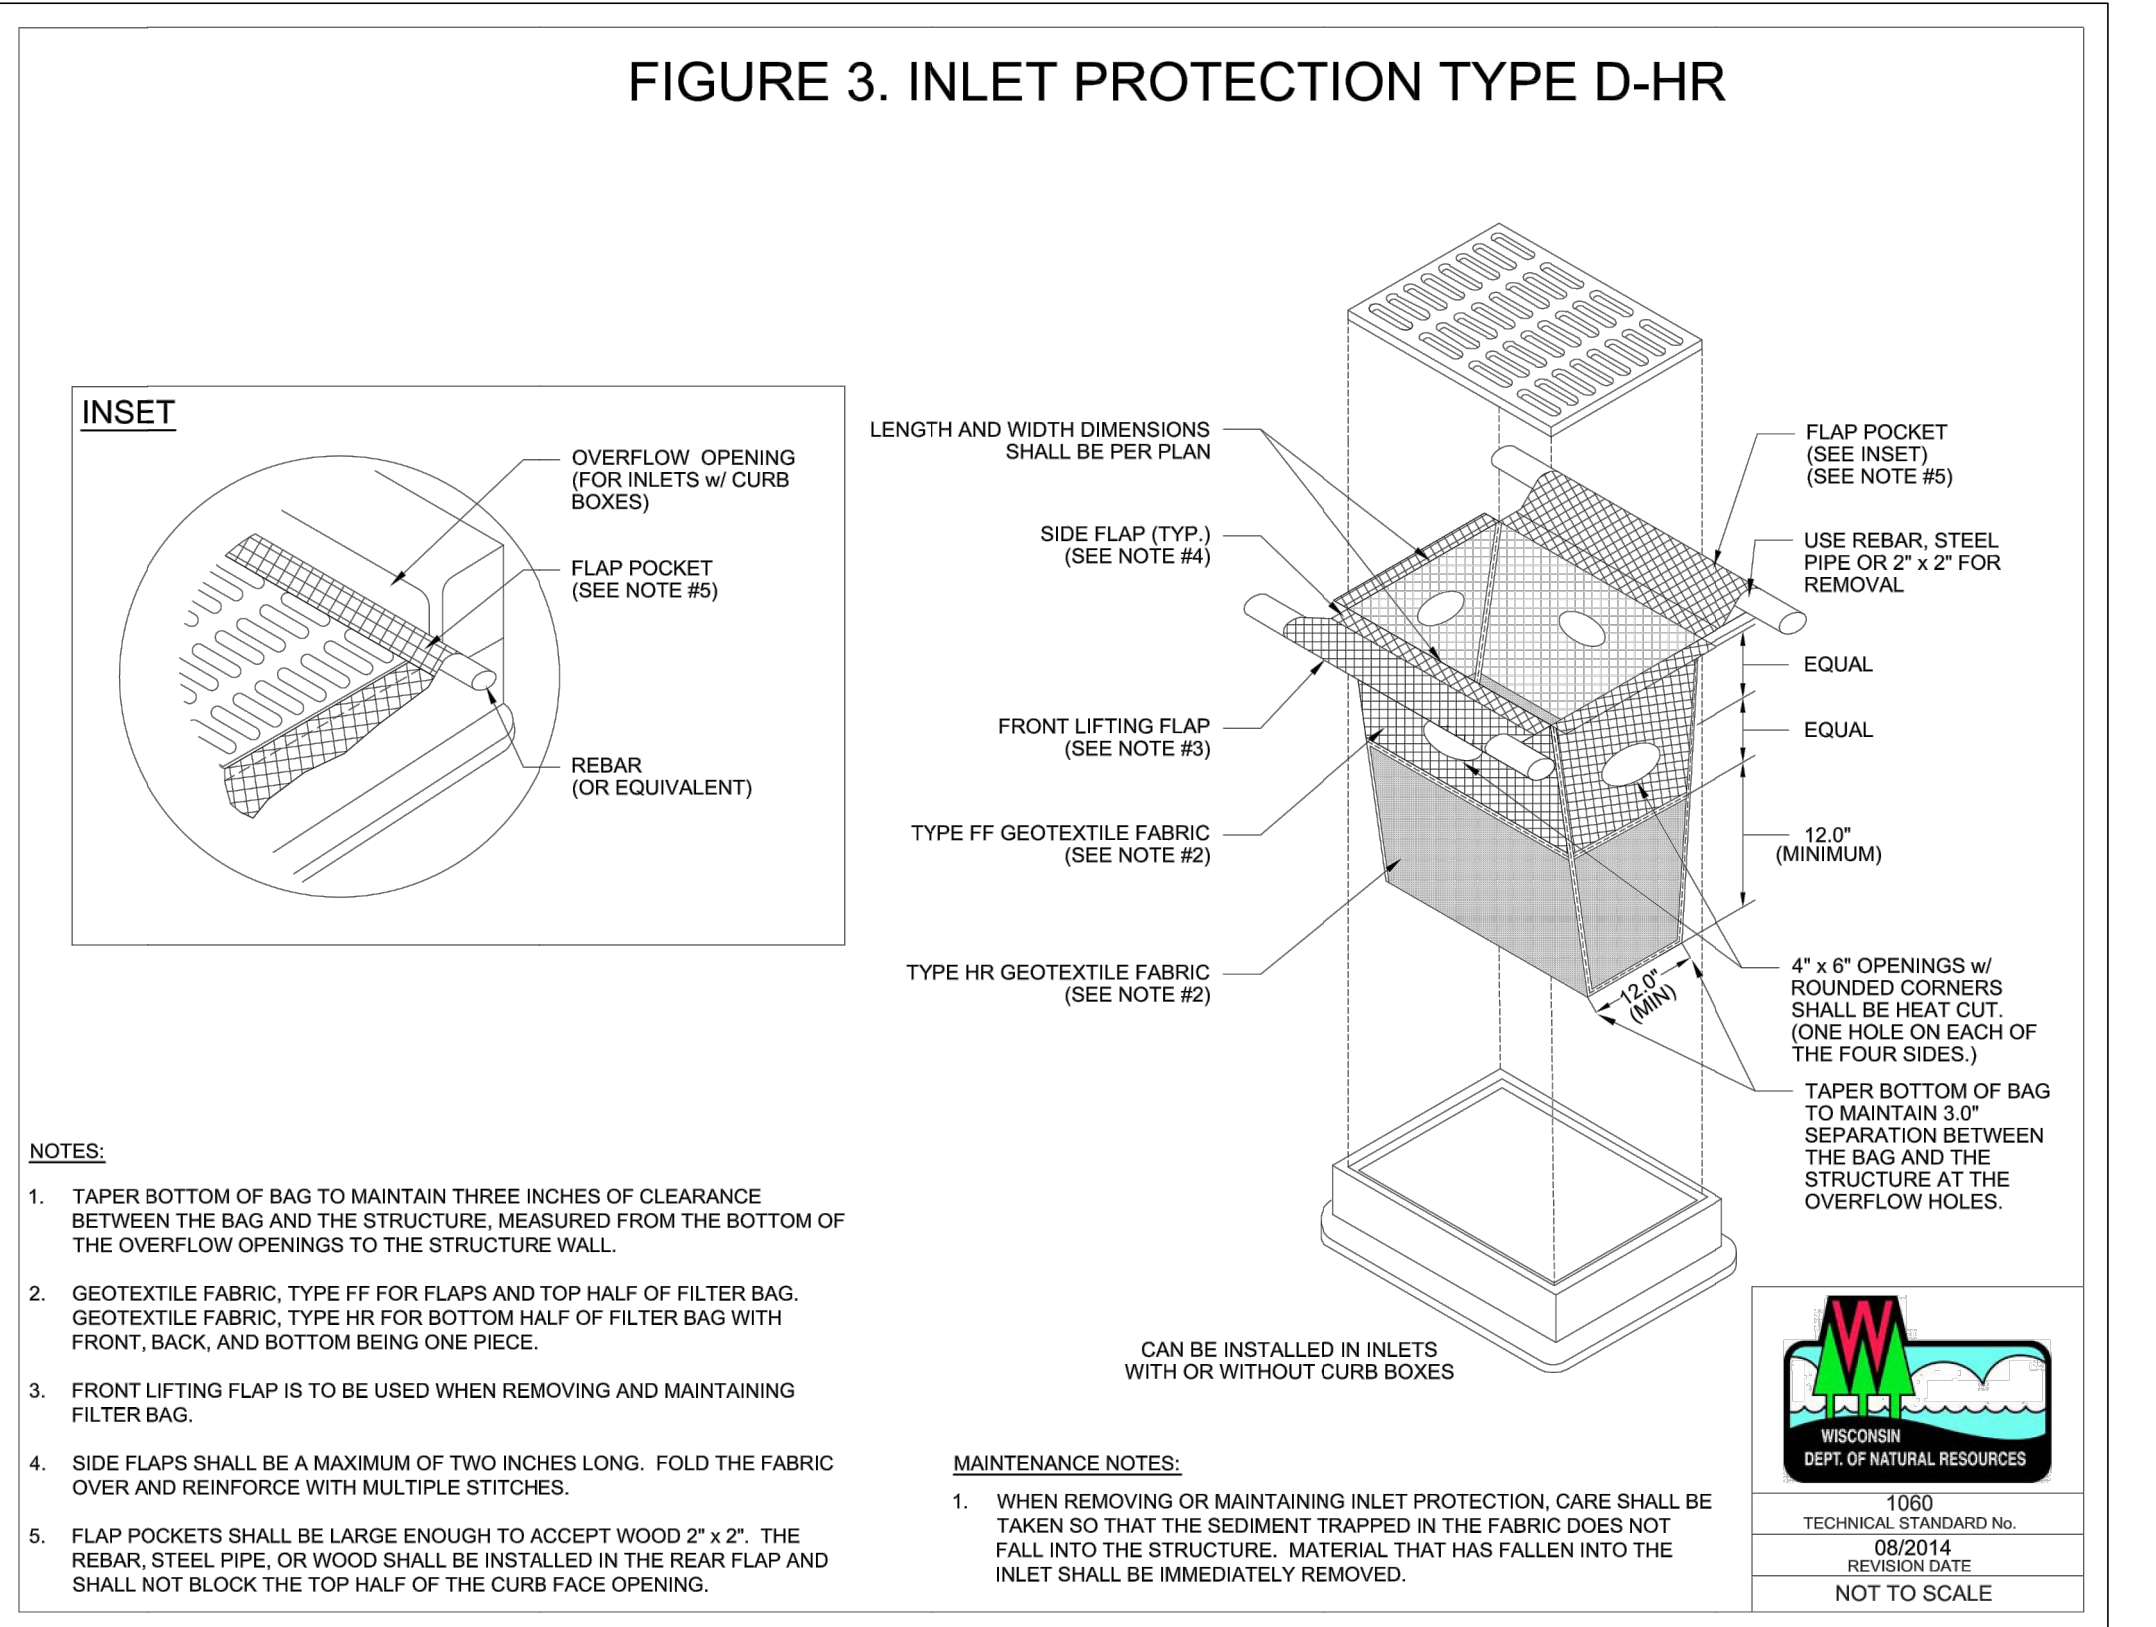 FIGURE 3. INLET PROTECTION TYPE D-HR
INSET
OVERFLOW OPENING
(FOR INLETS w/ CURB
BOXES)
FLAP POCKET
(SEE NOTE #5)
REBAR
(OR EQUIVALENT)
LENGTH AND WIDTH DIMENSIONS
SHALL BE PER PLAN
SIDE FLAP (TYP.)
(SEE NOTE #4)
FRONT LIFTING FLAP
(SEE NOTE #3)
TYPE FF GEOTEXTILE FABRIC
(SEE NOTE #2)
TYPE HR GEOTEXTILE FABRIC
(SEE NOTE #2)
FLAP POCKET
(SEE INSET)
(SEE NOTE #5)
USE REBAR, STEEL
PIPE OR 2" x 2" FOR
REMOVAL
EQUAL
EQUAL
12.0"
(MINIMUM)
12.0"
(MIN)
4" x 6" OPENINGS w/
ROUNDED CORNERS
SHALL BE HEAT CUT.
(ONE HOLE ON EACH OF
THE FOUR SIDES.)
TAPER BOTTOM OF BAG
TO MAINTAIN 3.0"
SEPARATION BETWEEN
THE BAG AND THE
STRUCTURE AT THE
OVERFLOW HOLES.
CAN BE INSTALLED IN INLETS
WITH OR WITHOUT CURB BOXES
NOTES:
1. TAPER BOTTOM OF BAG TO MAINTAIN THREE INCHES OF CLEARANCE
BETWEEN THE BAG AND THE STRUCTURE, MEASURED FROM THE BOTTOM OF
THE OVERFLOW OPENINGS TO THE STRUCTURE WALL.
2. GEOTEXTILE FABRIC, TYPE FF FOR FLAPS AND TOP HALF OF FILTER BAG.
GEOTEXTILE FABRIC, TYPE HR FOR BOTTOM HALF OF FILTER BAG WITH
FRONT, BACK, AND BOTTOM BEING ONE PIECE.
3. FRONT LIFTING FLAP IS TO BE USED WHEN REMOVING AND MAINTAINING
FILTER BAG.
4. SIDE FLAPS SHALL BE A MAXIMUM OF TWO INCHES LONG. FOLD THE FABRIC
OVER AND REINFORCE WITH MULTIPLE STITCHES.
5. FLAP POCKETS SHALL BE LARGE ENOUGH TO ACCEPT WOOD 2" x 2". THE
REBAR, STEEL PIPE, OR WOOD SHALL BE INSTALLED IN THE REAR FLAP AND
SHALL NOT BLOCK THE TOP HALF OF THE CURB FACE OPENING.
MAINTENANCE NOTES:
1. WHEN REMOVING OR MAINTAINING INLET PROTECTION, CARE SHALL BE
TAKEN SO THAT THE SEDIMENT TRAPPED IN THE FABRIC DOES NOT
FALL INTO THE STRUCTURE. MATERIAL THAT HAS FALLEN INTO THE
INLET SHALL BE IMMEDIATELY REMOVED.
W
WISCONSIN
DEPT. OF NATURAL RESOURCES
1060
TECHNICAL STANDARD No.
08/2014
REVISION DATE
NOT TO SCALE